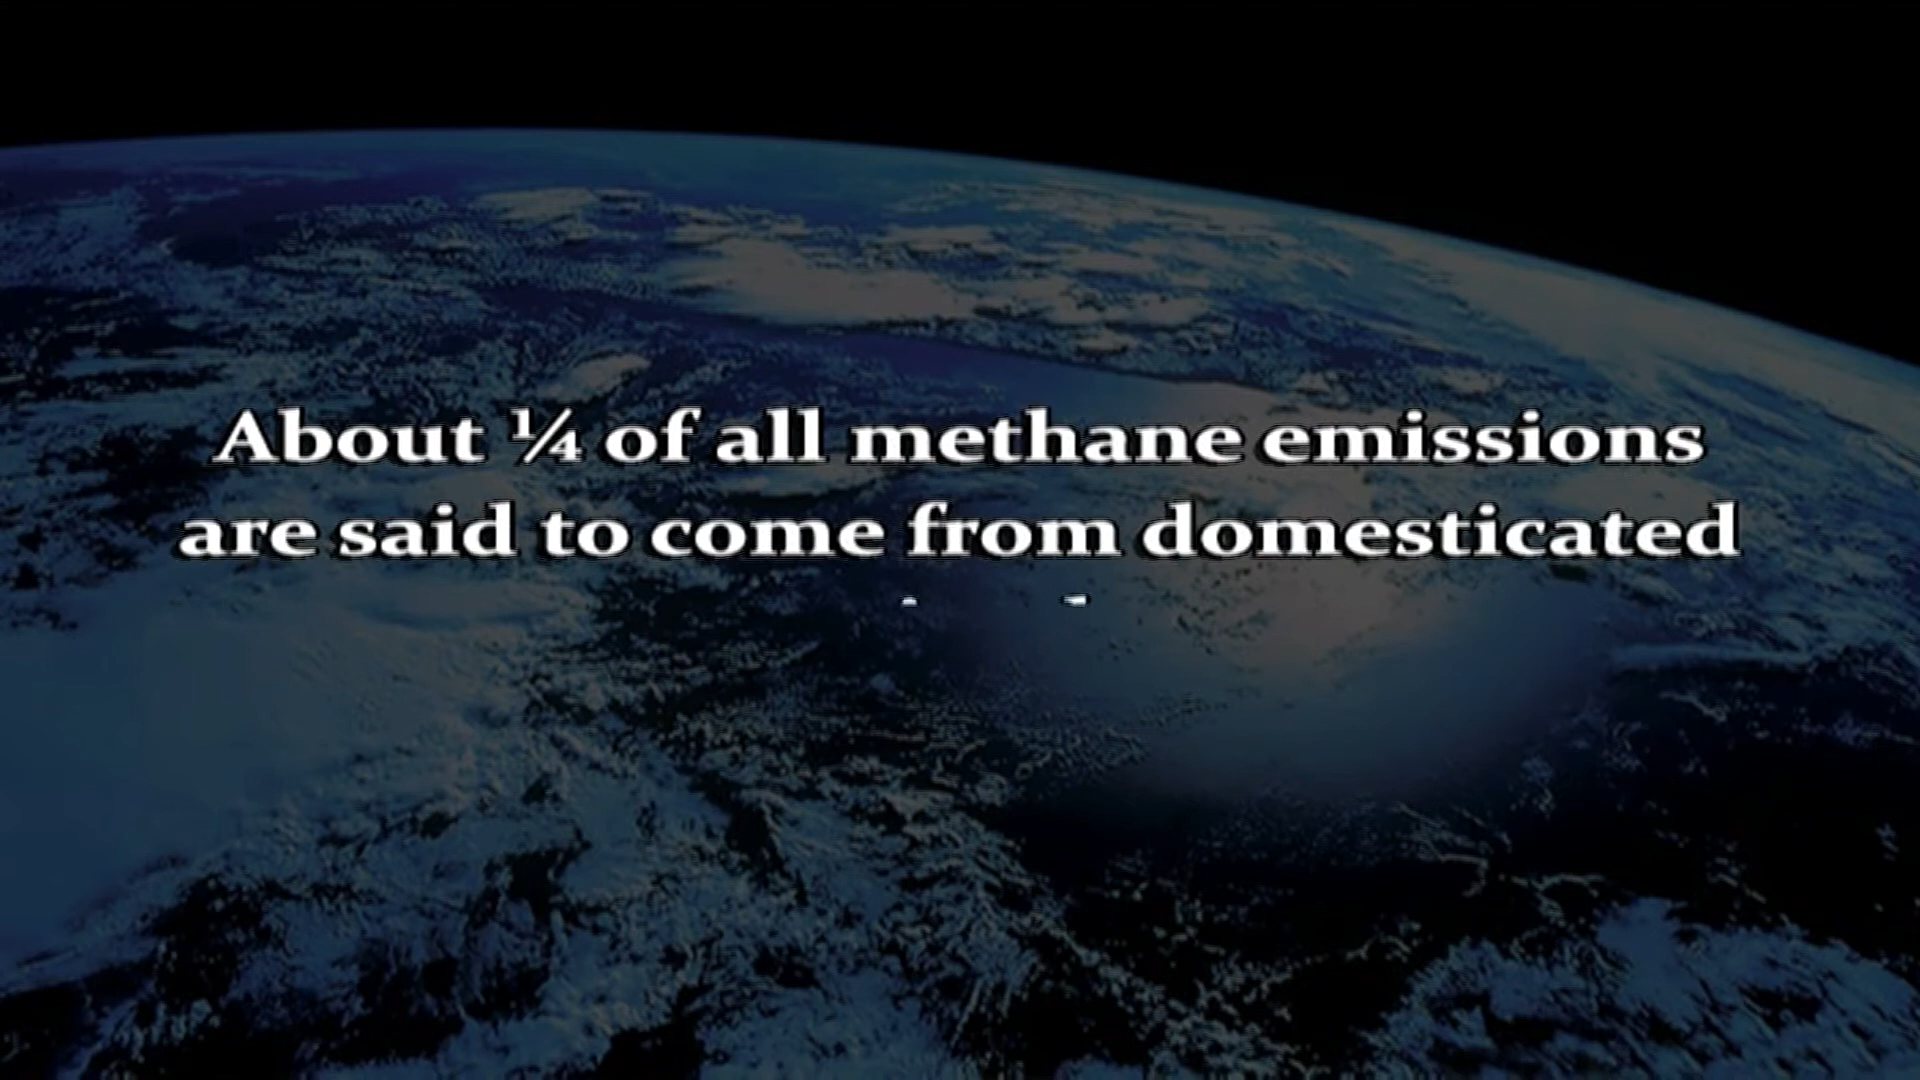 About ¼ of all methane emissions
are said to come from domesticated